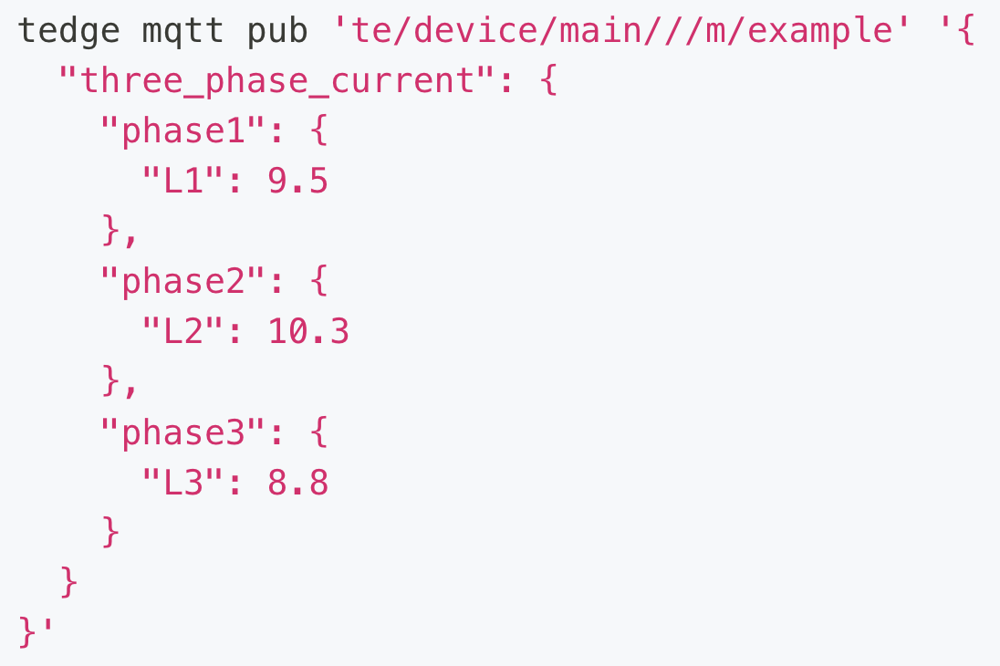 tedge mqtt pub 'te/device/main///m/example' '{
  "three_phase_current": {
    "phase1": {
      "L1": 9.5
    },
    "phase2": {
      "L2": 10.3
    },
    "phase3": {
      "L3": 8.8
    }
  }
}'